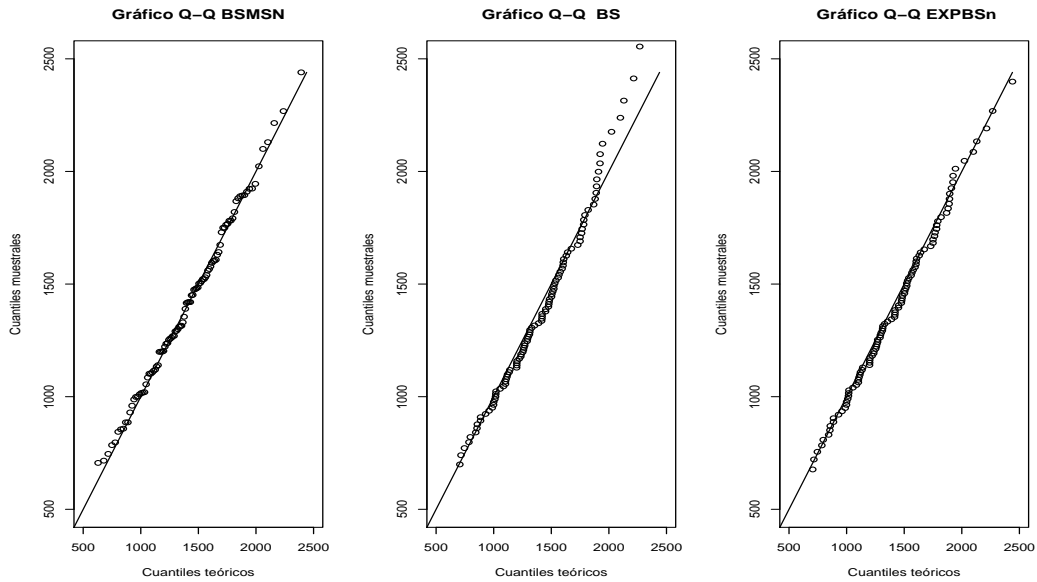 Gráfico Q−Q BSMSN
2500
2000
1500
1000
500
Cuantiles muestrales
500 1000 1500 2000 2500
Cuantiles teóricos
Gráfico Q−Q BS
2500
2000
1500
1000
500
Cuantiles muestrales
500 1000 1500 2000 2500
Cuantiles teóricos
Gráfico Q−Q EXPBSn
2500
2000
1500
1000
500
Cuantiles muestrales
500 1000 1500 2000 2500
Cuantiles teóricos